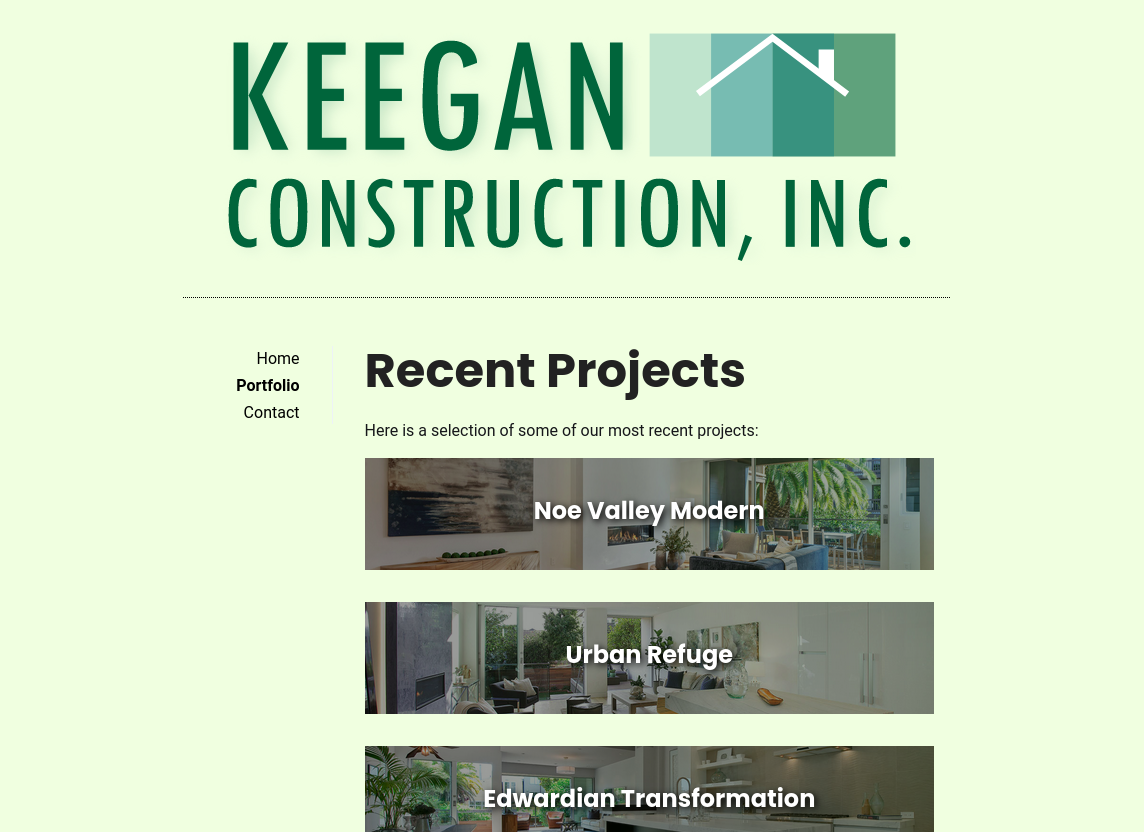 KEEGAN
CONSTRUCTION, INC.
Home
Portfolio
Contact
Recent Projects
Here is a selection of some of our most recent projects:
Noe Valley Modern
Urban Refuge
Edwardian Transformation